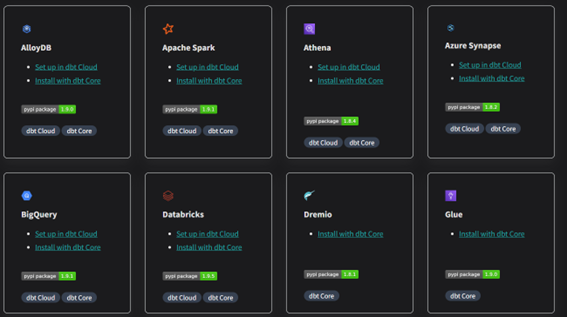 AlloyDB
Set up in dbt Cloud
Install with dbt Core
pypi package 1.9.0
dbt Cloud dbt Core
Apache Spark
Set up in dbt Cloud
Install with dbt Core
pypi package 1.9.1
dbt Cloud dbt Core
Athena
Set up in dbt Cloud
Install with dbt Core
pypi package 1.8.4
dbt Cloud dbt Core
Azure Synapse
Set up in dbt Cloud
Install with dbt Core
pypi package 1.8.2
dbt Cloud dbt Core
BigQuery
Set up in dbt Cloud
Install with dbt Core
pypi package 1.9.1
dbt Cloud dbt Core
Databricks
Set up in dbt Cloud
Install with dbt Core
pypi package 1.9.5
dbt Cloud dbt Core
Dremio
Install with dbt Core
pypi package 1.8.1
dbt Core
Glue
Install with dbt Core
pypi package 1.9.0
dbt Core